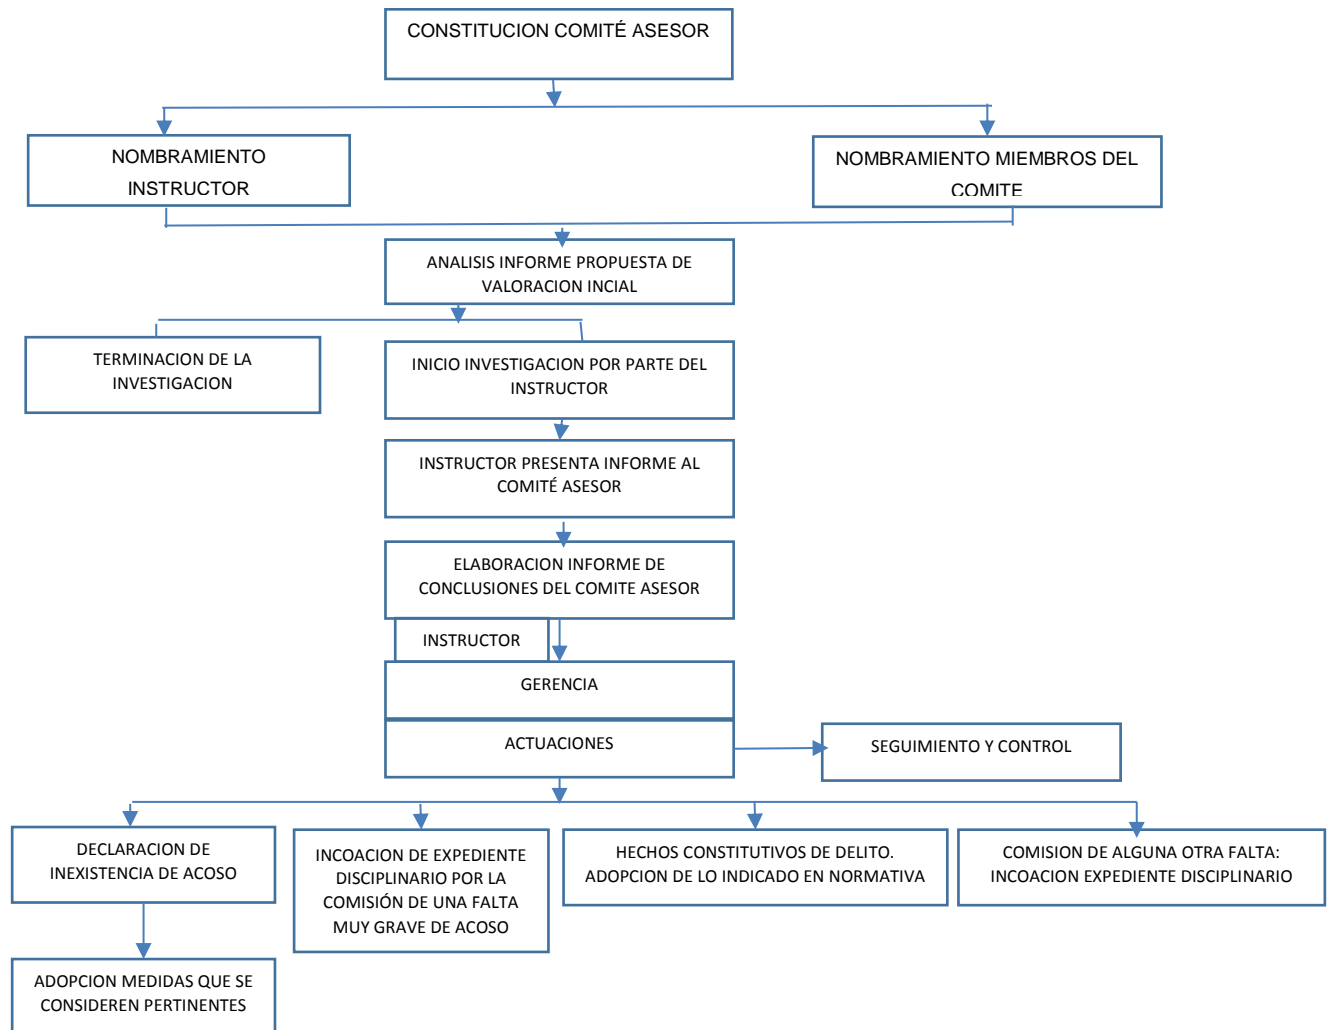 CONSTITUCION COMITÉ ASESOR
NOMBRAMIENTO
INSTRUCTOR
NOMBRAMIENTO MIEMBROS DEL
COMITE
ANALISIS INFORME PROPUESTA DE
VALORACION INCIAL
TERMINACION DE LA
INVESTIGACION
INICIO INVESTIGACION POR PARTE DEL
INSTRUCTOR
INSTRUCTOR PRESENTA INFORME AL
COMITÉ ASESOR
ELABORACION INFORME DE
CONCLUSIONES DEL COMITE ASESOR
INSTRUCTOR
GERENCIA
ACTUACIONES
SEGUIMIENTO Y CONTROL
DECLARACION DE
INEXISTENCIA DE ACOSO
INCOACION DE EXPEDIENTE
DISCIPLINARIO POR LA
COMISIÓN DE UNA FALTA
MUY GRAVE DE ACOSO
HECHOS CONSTITUTIVOS DE DELITO.
ADOPCION DE LO INDICADO EN NORMATIVA
COMISION DE ALGUNA OTRA FALTA:
INCOACION EXPEDIENTE DISCIPLINARIO
ADOPCION MEDIDAS QUE SE
CONSIDEREN PERTINENTES